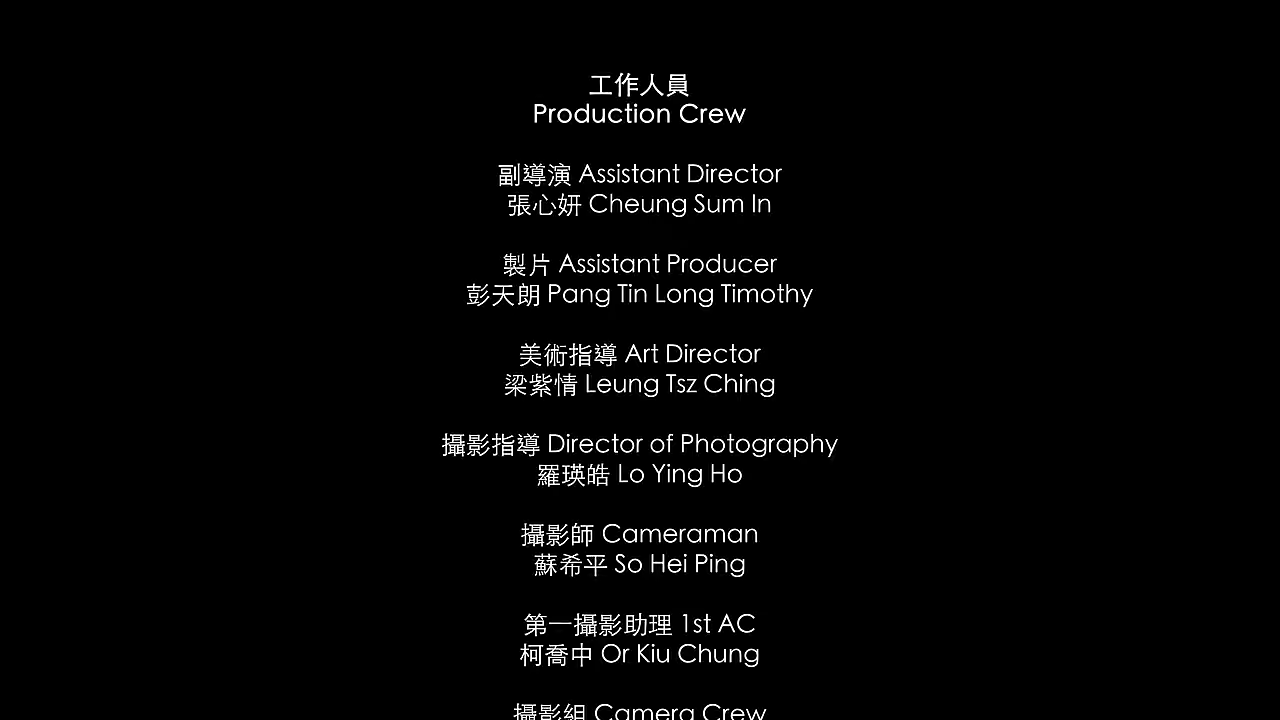 工作人員
Production Crew
副導演 Assistant Director
張心妍 Cheung Sum In
製片 Assistant Producer
彭天朗 Pang Tin Long Timothy
美術指導 Art Director
梁紫情 Leung Tsz Ching
攝影指導 Director of Photography
羅瑛皓 Lo Ying Ho
攝影師 Cameraman
蘇希平 So Hei Ping
第一攝影助理 1st AC
柯喬中 Or Kiu Chung
攝影組 Camera Crew